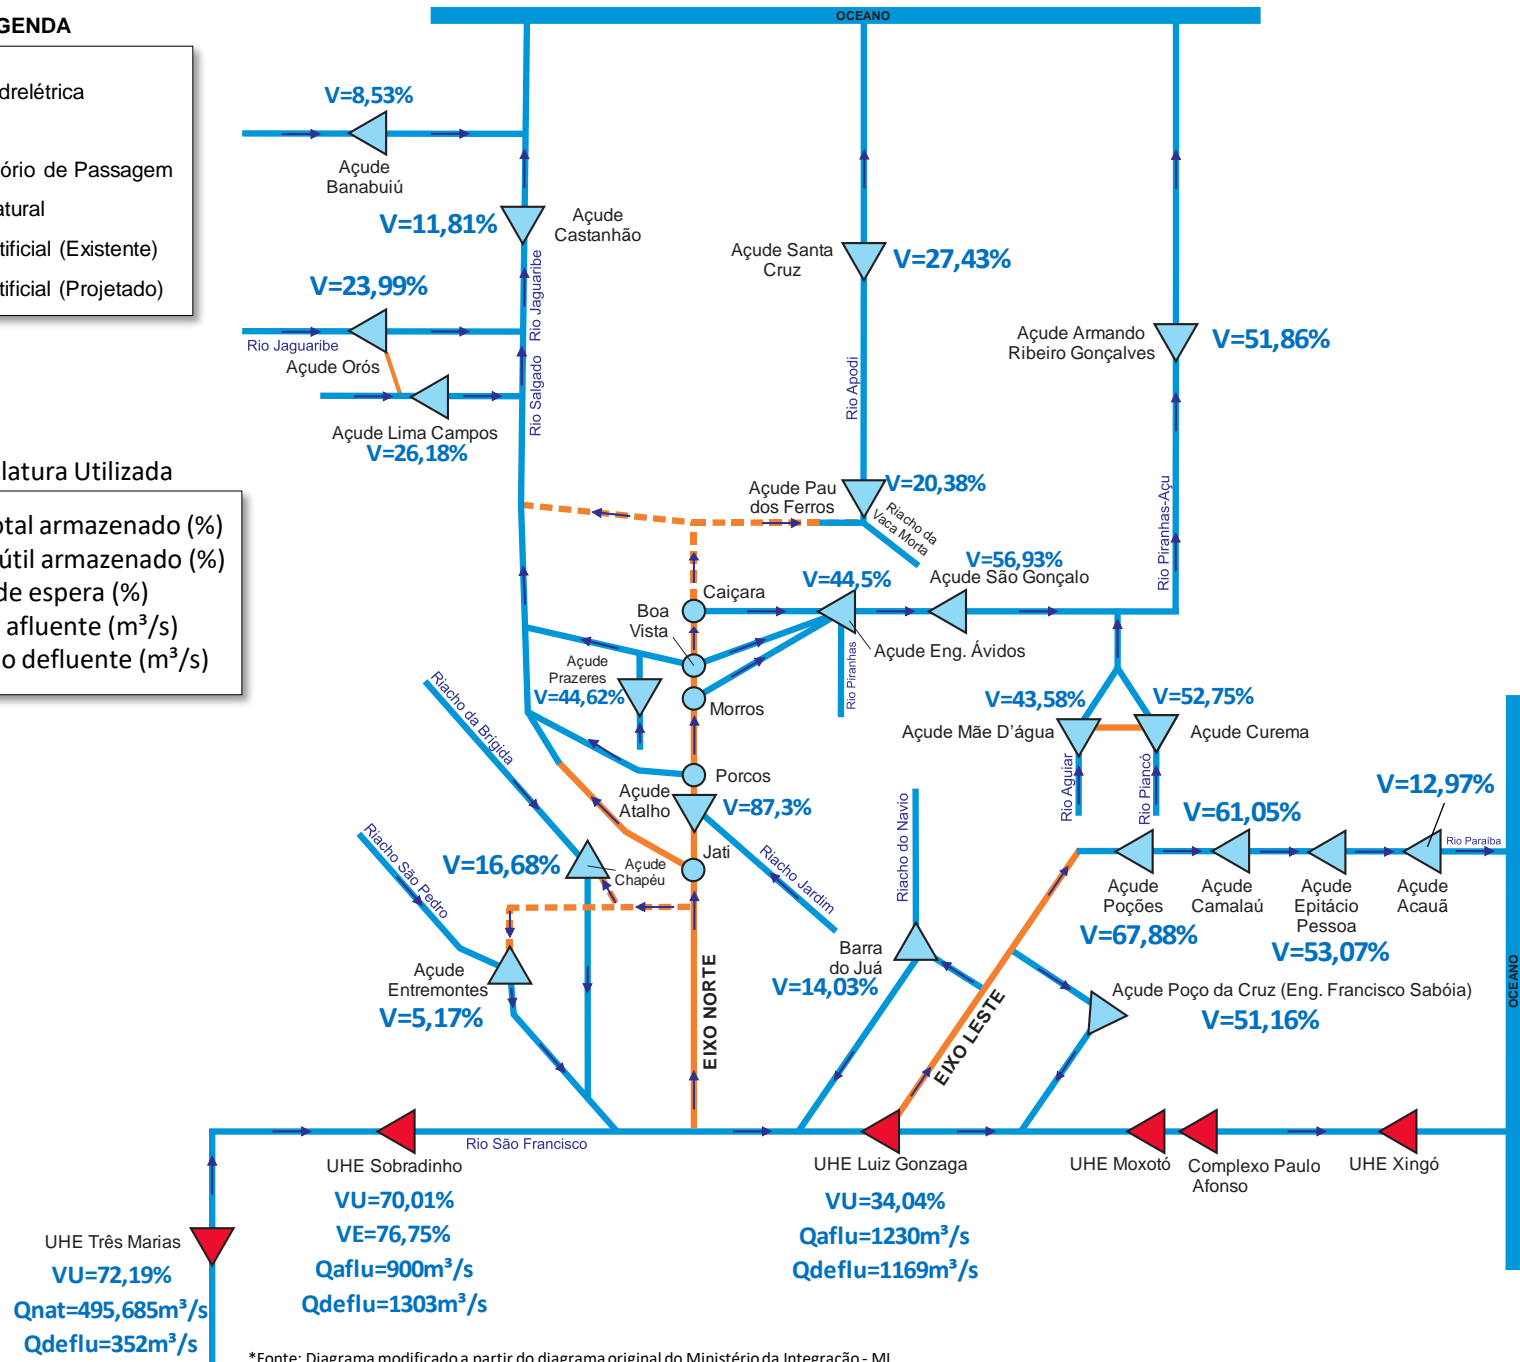 GENDA
drelétrica
ório de Passagem
atural
tificial (Existente)
tificial (Projetado)
clatura Utilizada
otal armazenado (%)
útil armazenado (%)
de espera (%)
afluente (m³/s)
o defluente (m³/s)
OCEANO
V=8,53%
Açude
Banabuiú
V=11,81%
Açude
Castanhão
Rio Jaguaribe
V=23,99%
Rio Jaguaribe
Açude Orós
Rio Salgado
Açude Lima Campos
V=26,18%
Açude Santa
Cruz
V=27,43%
Rio Apodi
Açude Armando
Ribeiro Gonçalves
V=51,86%
Rio Piranhas-Açu
Açude Pau
dos Ferros
V=20,38%
Riacho da
Vaca Morta
V=56,93%
Açude São Gonçalo
V=44,5%
Caiçara
Boa
Vista
Açude Eng. Ávidos
Rio Piranhas
Açude
Prazeres
V=44,62%
Morros
Riacho da Brígida
Porcos
Açude
Atalho
V=87,3%
Jati
Riacho Jardim
V=43,58%
V=52,75%
Açude Mãe D'água
Açude Curema
Rio Aguiar
Rio Piancó
V=12,97%
V=61,05%
Rio Paraíba
Açude
Poções
V=67,88%
Açude
Camalaú
Açude
Epitácio
Pessoa
V=53,07%
Açude
Acauã
Riacho São Pedro
V=16,68%
Açude
Chapéu
Açude
Entremontes
V=5,17%
EIXO NORTE
Riacho do Navio
Barra
do Juá
V=14,03%
EIXO LESTE
Açude Poço da Cruz (Eng. Francisco Sabóia)
V=51,16%
OCEANO
Rio São Francisco
UHE Sobradinho
VU=70,01%
VE=76,75%
Qaflu=900m³/s
Qdeflu=1303m³/s
UHE Luiz Gonzaga
VU=34,04%
Qaflu=1230m³/s
Qdeflu=1169m³/s
UHE Moxotó
Complexo Paulo
Afonso
UHE Xingó
UHE Três Marias
VU=72,19%
Qnat=495,685m³/s
Qdeflu=352m³/s
*Fonte: Diagrama modificado a partir do diagrama original do Ministério da Integração - MI